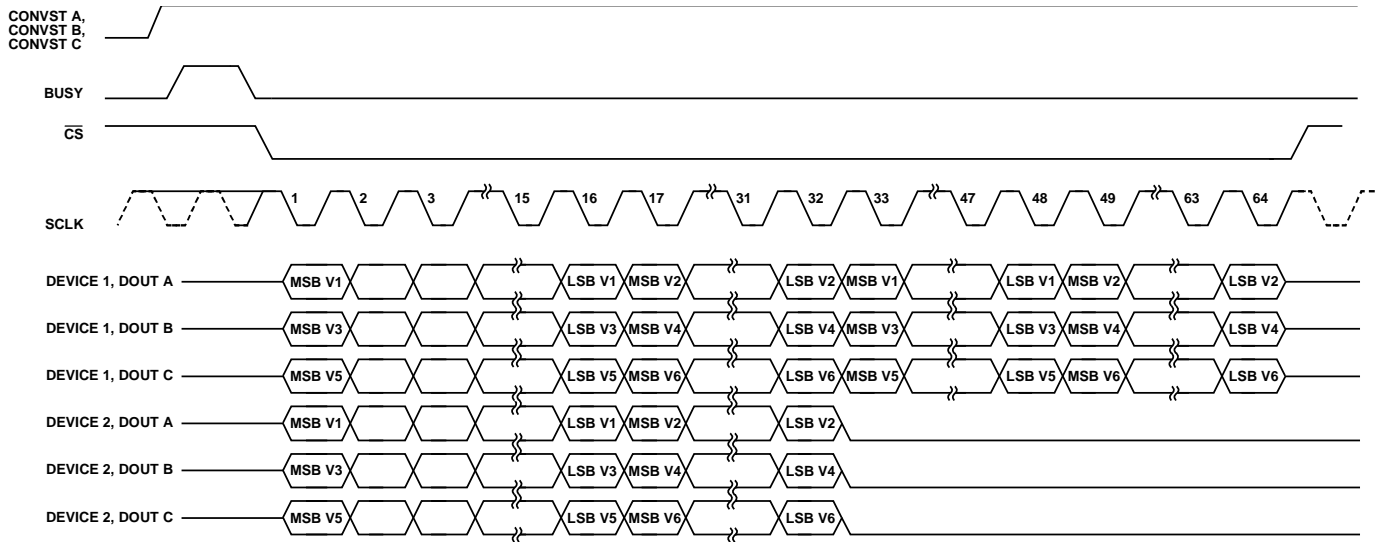 CONVST A,
CONVST B,
CONVST C
BUSY
CS
SCLK
1 2 3 15 16 17 31 32 33 47 48 49 63 64
DEVICE 1, DOUT A MSB V1 LSB V1 MSB V2 LSB V2 MSB V1 LSB V1 MSB V2 LSB V2
DEVICE 1, DOUT B MSB V3 LSB V3 MSB V4 LSB V4 MSB V3 LSB V3 MSB V4 LSB V4
DEVICE 1, DOUT C MSB V5 LSB V5 MSB V6 LSB V6 MSB V5 LSB V5 MSB V6 LSB V6
DEVICE 2, DOUT A MSB V1 LSB V1 MSB V2 LSB V2
DEVICE 2, DOUT B MSB V3 LSB V3 MSB V4 LSB V4
DEVICE 2, DOUT C MSB V5 LSB V5 MSB V6 LSB V6